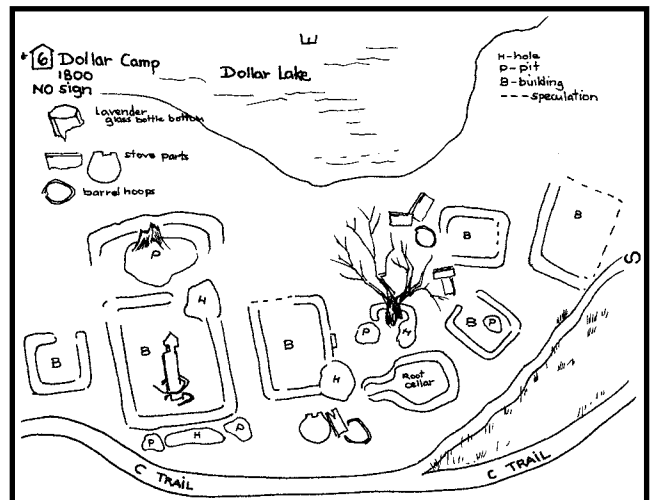 E
* 6 Dollar Camp
1800
NO sign
Dollar Lake
H-hole
P-pit
B-building
---- speculation
lavender
glass bottle bottom
stove parts
barrel hoops
P
B
B
S
H
B
B
B
P
H
B
P
Root
cellar
H
P
H
P
C TRAIL
C TRAIL